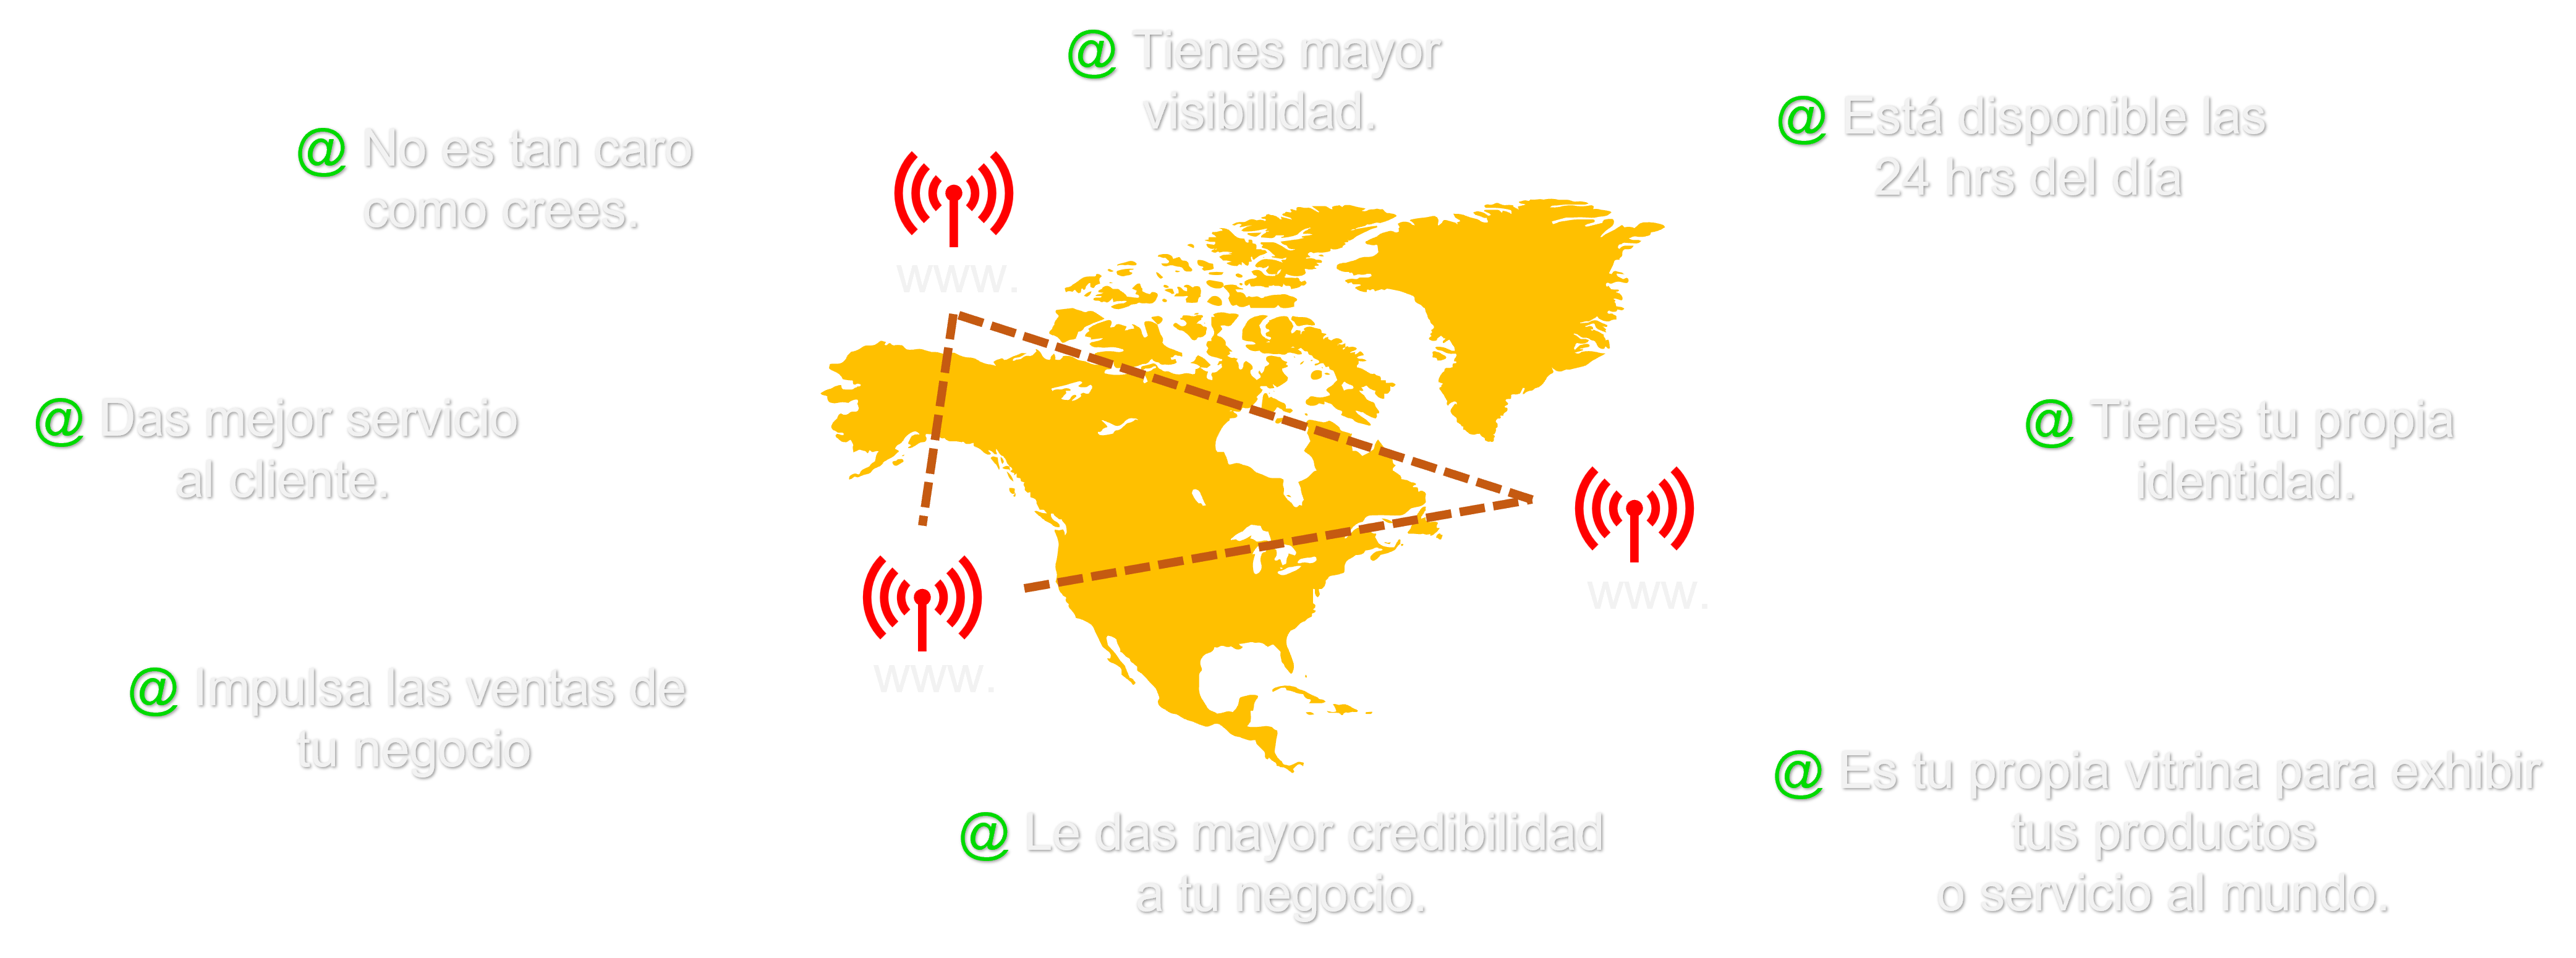 @ Tienes mayor
visibilidad.
@ No es tan caro
como crees.
@ Está disponible las
24 hrs del día
www.
@ Das mejor servicio
al cliente.
@ Tienes tu propia
identidad.
www.
www.
@ Impulsa las ventas de
tu negocio
@ Es tu propia vitrina para exhibir
tus productos
o servicio al mundo.
@ Le das mayor credibilidad
a tu negocio.